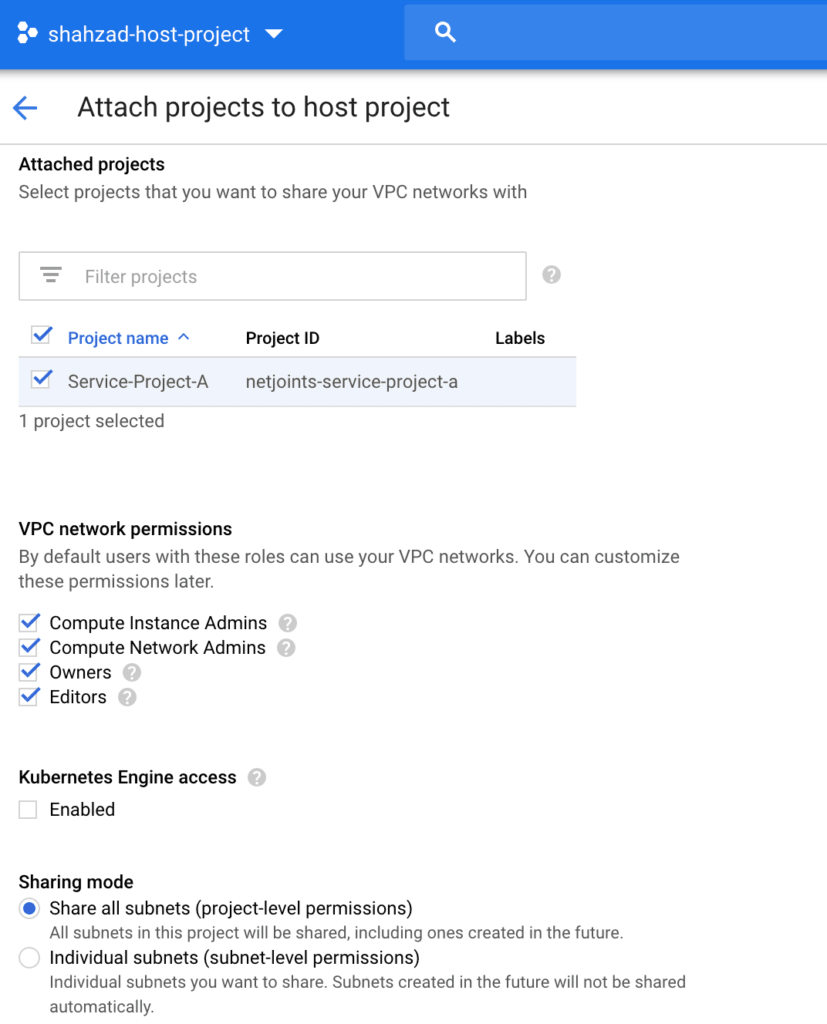 shahzad-host-project
Attach projects to host project
Attached projects
Select projects that you want to share your VPC networks with
Filter projects
?
Project name Project ID Labels
Service-Project-A netjoints-service-project-a
1 project selected
VPC network permissions
By default users with these roles can use your VPC networks. You can customize
these permissions later.
Compute Instance Admins ?
Compute Network Admins ?
Owners ?
Editors ?
Kubernetes Engine access ?
Enabled
Sharing mode
Share all subnets (project-level permissions)
All subnets in this project will be shared, including ones created in the future.
Individual subnets (subnet-level permissions)
Individual subnets you want to share. Subnets created in the future will not be shared
automatically.